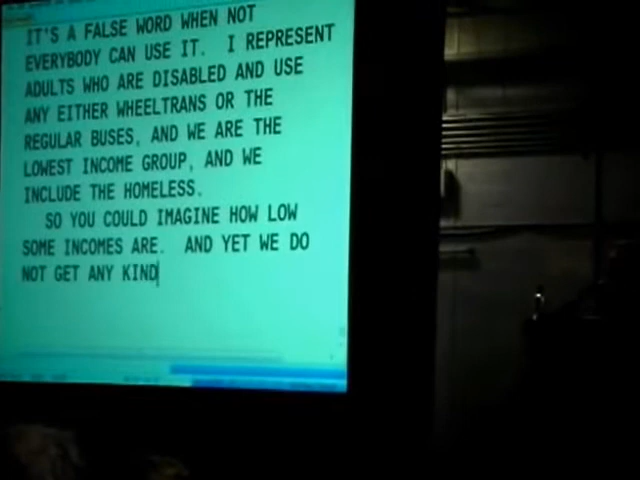 IT'S A FALSE WORD WHEN NOT
EVERYBODY CAN USE IT. I REPRESENT
ADULTS WHO ARE DISABLED AND USE
ANY EITHER WHEELTRANS OR THE
REGULAR BUSES, AND WE ARE THE
LOWEST INCOME GROUP, AND WE
INCLUDE THE HOMELESS.
SO YOU COULD IMAGINE HOW LOW
SOME INCOMES ARE. AND YET WE DO
NOT GET ANY KIND